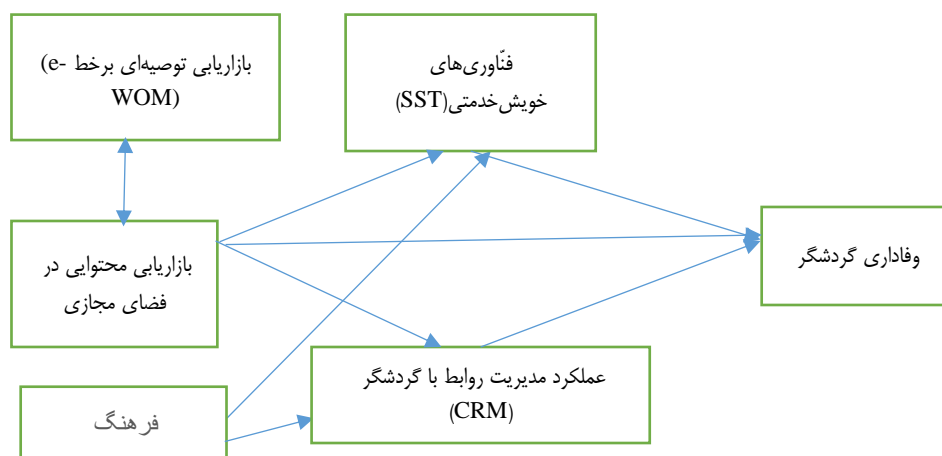 بازاریابی توصیه‌ای برخط (e-
WOM)
فنّاوری‌های
خویش‌خدمتی(SST)
بازاریابی محتوایی در
فضای مجازی
وفاداری گردشگر
عملکرد مدیریت روابط با گردشگر
(CRM)
فرهنگ